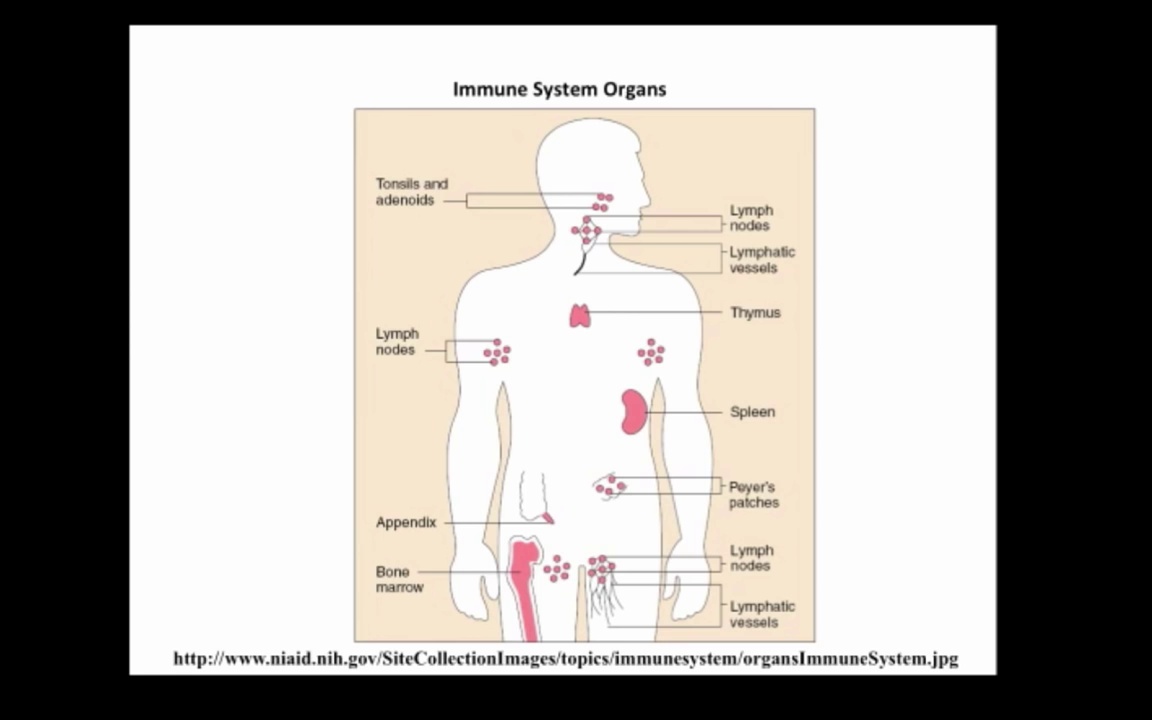 Immune System Organs
Tonsils and
adenoids
Lymph
nodes
Lymphatic
vessels
Thymus
Lymph
nodes
Spleen
Peyer's
patches
Appendix
Lymph
nodes
Bone
marrow
Lymphatic
vessels
http://www.niaid.nih.gov/SiteCollectionImages/topics/immunesystem/organsImmuneSystem.jpg